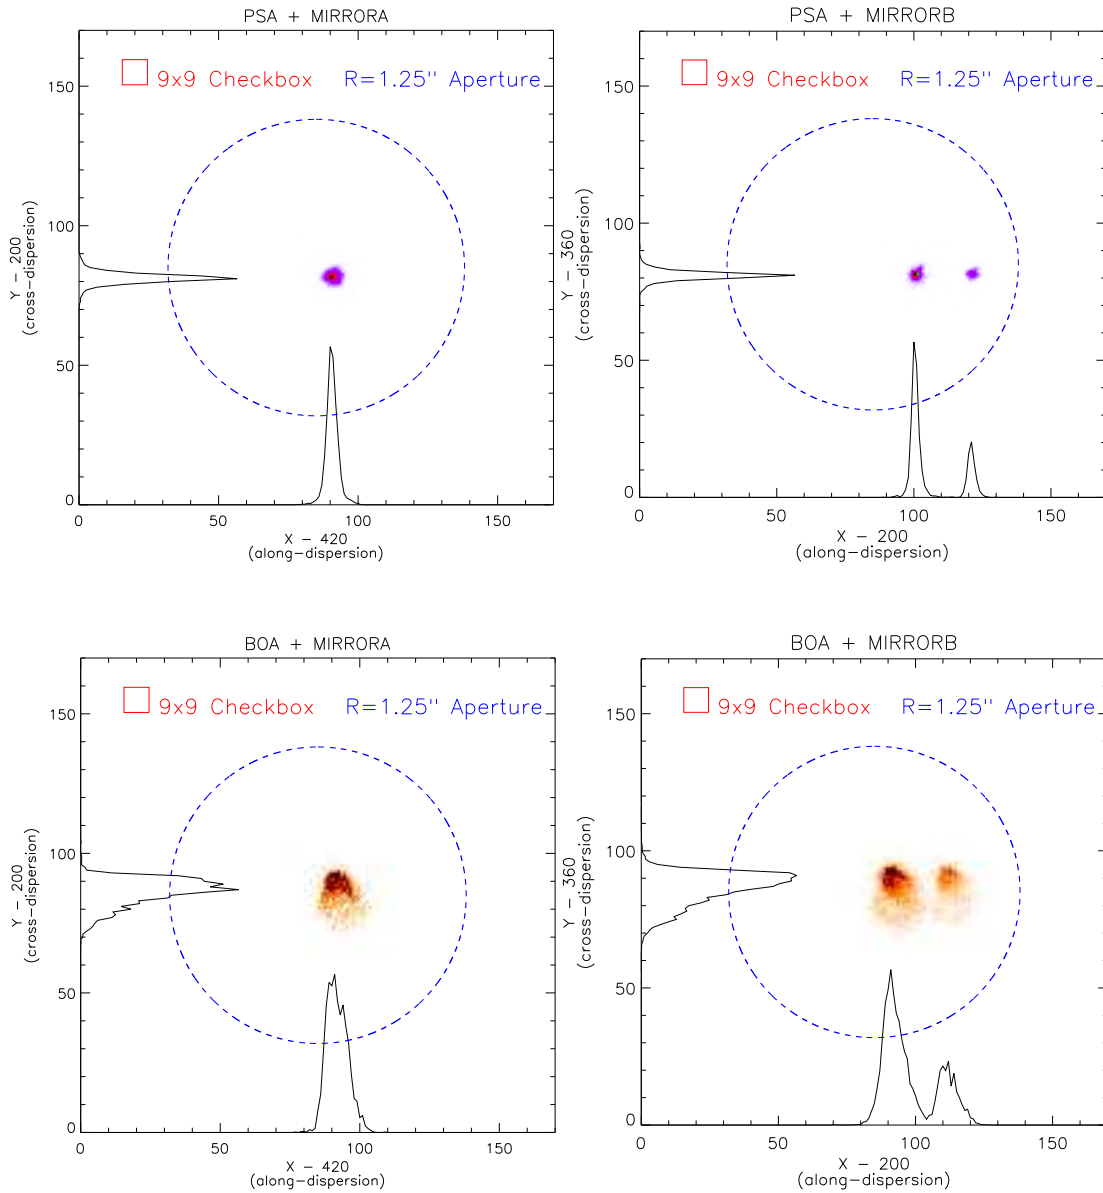 PSA + MIRRORA
9x9 Checkbox R=1.25" Aperture
150
100
50
0
Y - 200
(cross-dispersion)
0 50 100 150
X - 420
(along-dispersion)
PSA + MIRRORB
9x9 Checkbox R=1.25" Aperture
150
100
50
0
Y - 360
(cross-dispersion)
0 50 100 150
X - 200
(along-dispersion)
BOA + MIRRORA
9x9 Checkbox R=1.25" Aperture
150
100
50
0
Y - 200
(cross-dispersion)
0 50 100 150
X - 420
(along-dispersion)
BOA + MIRRORB
9x9 Checkbox R=1.25" Aperture
150
100
50
0
Y - 360
(cross-dispersion)
0 50 100 150
X - 200
(along-dispersion)